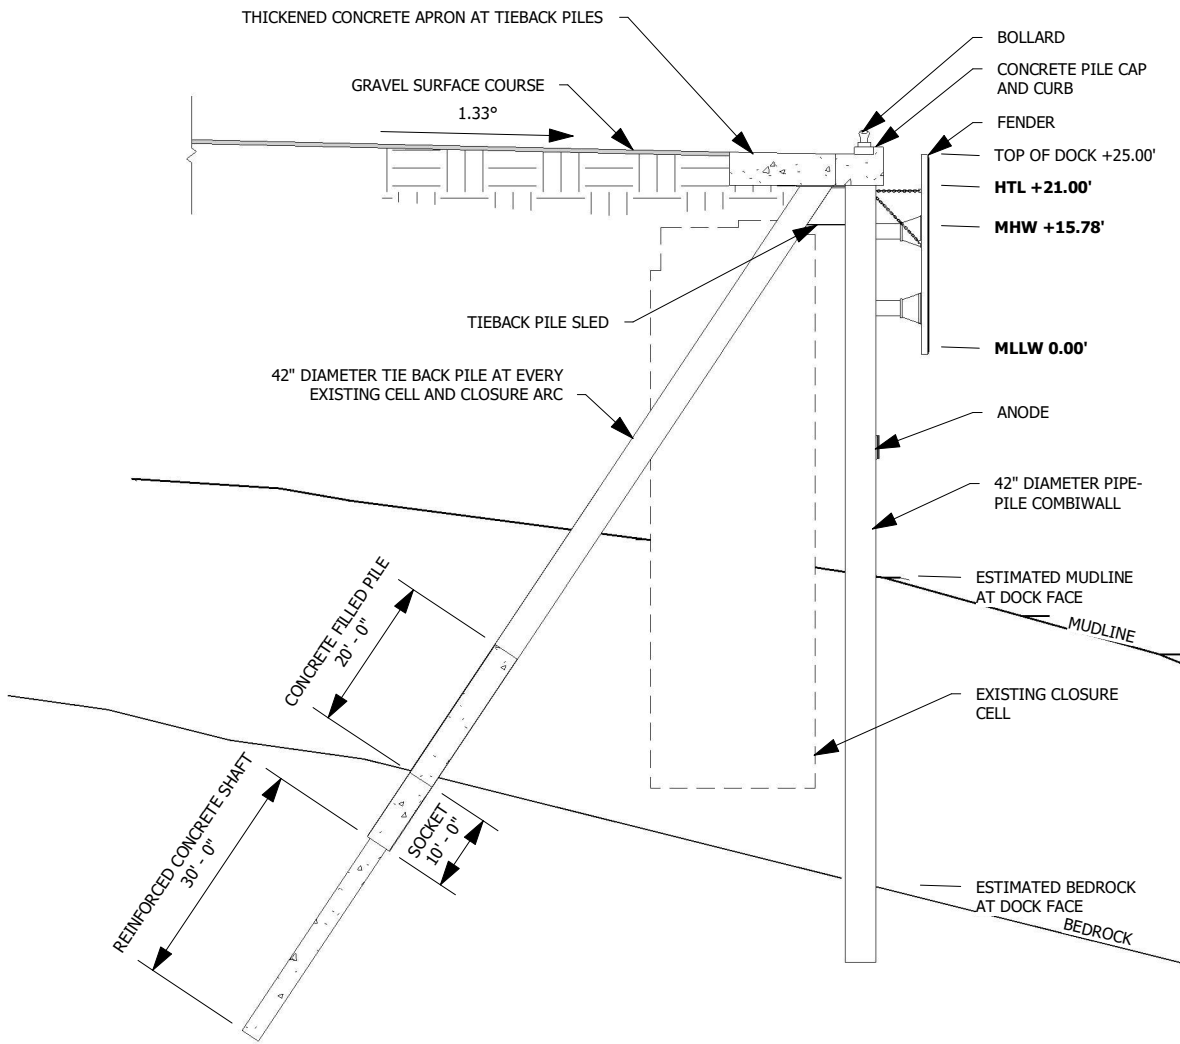 THICKENED CONCRETE APRON AT TIEBACK PILES
BOLLARD
CONCRETE PILE CAP
AND CURB
GRAVEL SURFACE COURSE
1.33°
FENDER
TOP OF DOCK +25.00'
HTL +21.00'
MHW +15.78'
TIEBACK PILE SLED
MLLW 0.00'
42" DIAMETER TIE BACK PILE AT EVERY
EXISTING CELL AND CLOSURE ARC
ANODE
42" DIAMETER PIPE-
PILE COMBIWALL
ESTIMATED MUDLINE
AT DOCK FACE
MUDLINE
CONCRETE FILLED PILE
20' - 0"
EXISTING CLOSURE
CELL
REINFORCED CONCRETE SHAFT
30' - 0"
SOCKET
10' - 0"
ESTIMATED BEDROCK
AT DOCK FACE
BEDROCK